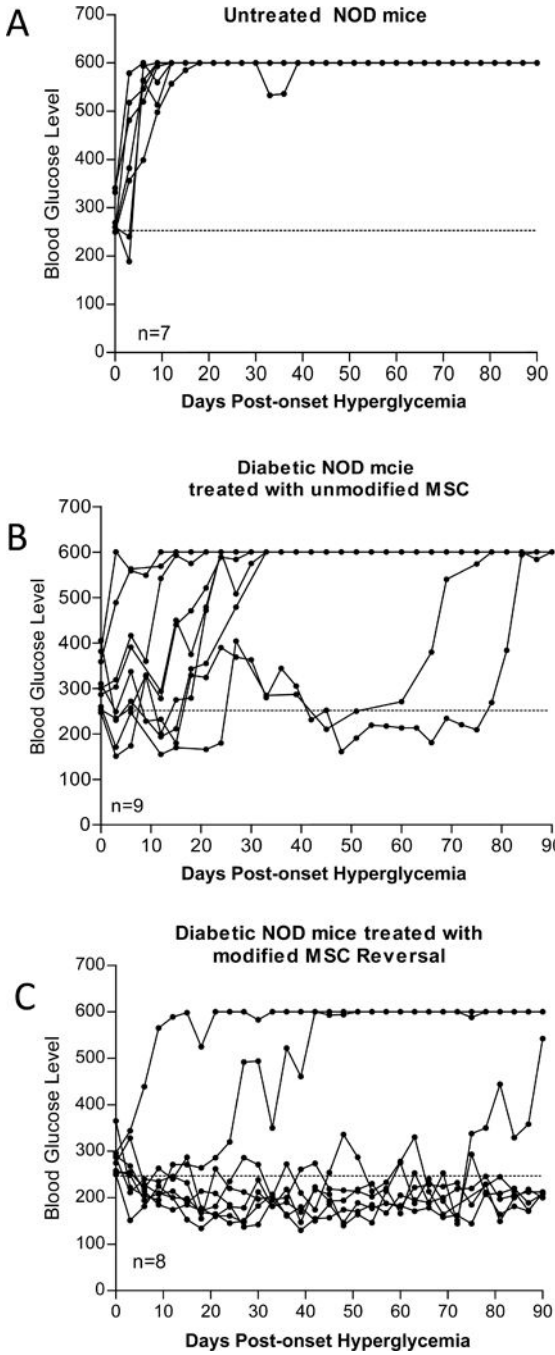 A
Untreated NOD mice
700
600
500
400
300
200
100
0
Blood Glucose Level
n=7
0 10 20 30 40 50 60 70 80 90
Days Post-onset Hyperglycemia
B
Diabetic NOD mcie
treated with unmodified MSC
700
600
500
400
300
200
100
0
Blood Glucose Level
n=9
0 10 20 30 40 50 60 70 80 90
Days Post-onset Hyperglycemia
C
Diabetic NOD mice treated with
modified MSC Reversal
700
600
500
400
300
200
100
0
Blood Glucose Level
n=8
0 10 20 30 40 50 60 70 80 90
Days Post-onset Hyperglycemia